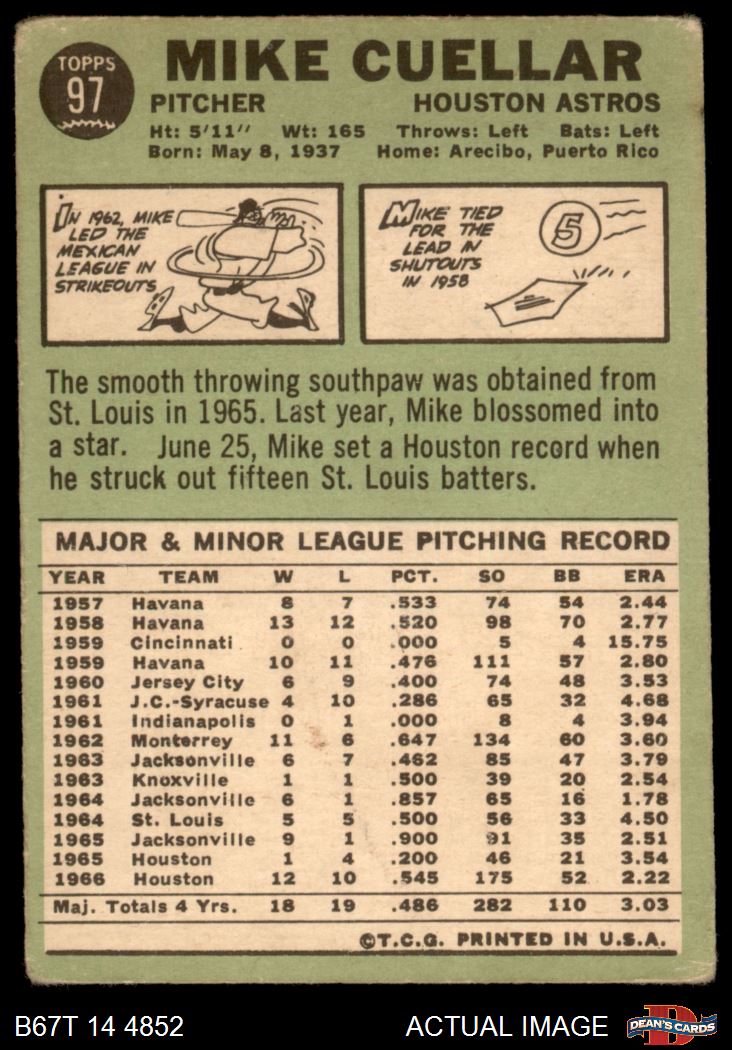 TOPPS
97
MIKE CUELLAR
PITCHER HOUSTON ASTROS
Ht: 5'11" Wt: 165 Throws: Left Bats: Left
Born: May 8, 1937 Home: Arecibo, Puerto Rico
IN 1962, MIKE
LED THE
MEXICAN
LEAGUE IN
STRIKEOUTS
MIKE TIED
FOR THE
LEAD IN
SHUTOUTS
IN 1958
5
The smooth throwing southpaw was obtained from
St. Louis in 1965. Last year, Mike blossomed into
a star. June 25, Mike set a Houston record when
he struck out fifteen St. Louis batters.
MAJOR & MINOR LEAGUE PITCHING RECORD
YEAR TEAM W L PCT. SO BB ERA
1957 Havana 8 7 .533 74 54 2.44
1958 Havana 13 12 .520 98 70 2.77
1959 Cincinnati 0 0 .000 5 4 15.75
1959 Havana 10 11 .476 111 57 2.80
1960 Jersey City 6 9 .400 74 48 3.53
1961 J.C.-Syracuse 4 10 .286 65 32 4.68
1961 Indianapolis 0 1 .000 8 4 3.94
1962 Monterrey 11 6 .647 134 60 3.60
1963 Jacksonville 6 7 .462 85 47 3.79
1963 Knoxville 1 1 .500 39 20 2.54
1964 Jacksonville 6 1 .857 65 16 1.78
1964 St. Louis 5 5 .500 56 33 4.50
1965 Jacksonville 9 1 .900 91 35 2.51
1965 Houston 1 4 .200 46 21 3.54
1966 Houston 12 10 .545 175 52 2.22
Maj. Totals 4 Yrs. 18 19 .486 282 110 3.03
©T.C.G. PRINTED IN U.S.A.
B67T 14 4852 ACTUAL IMAGE
D
DEAN'S CARDS